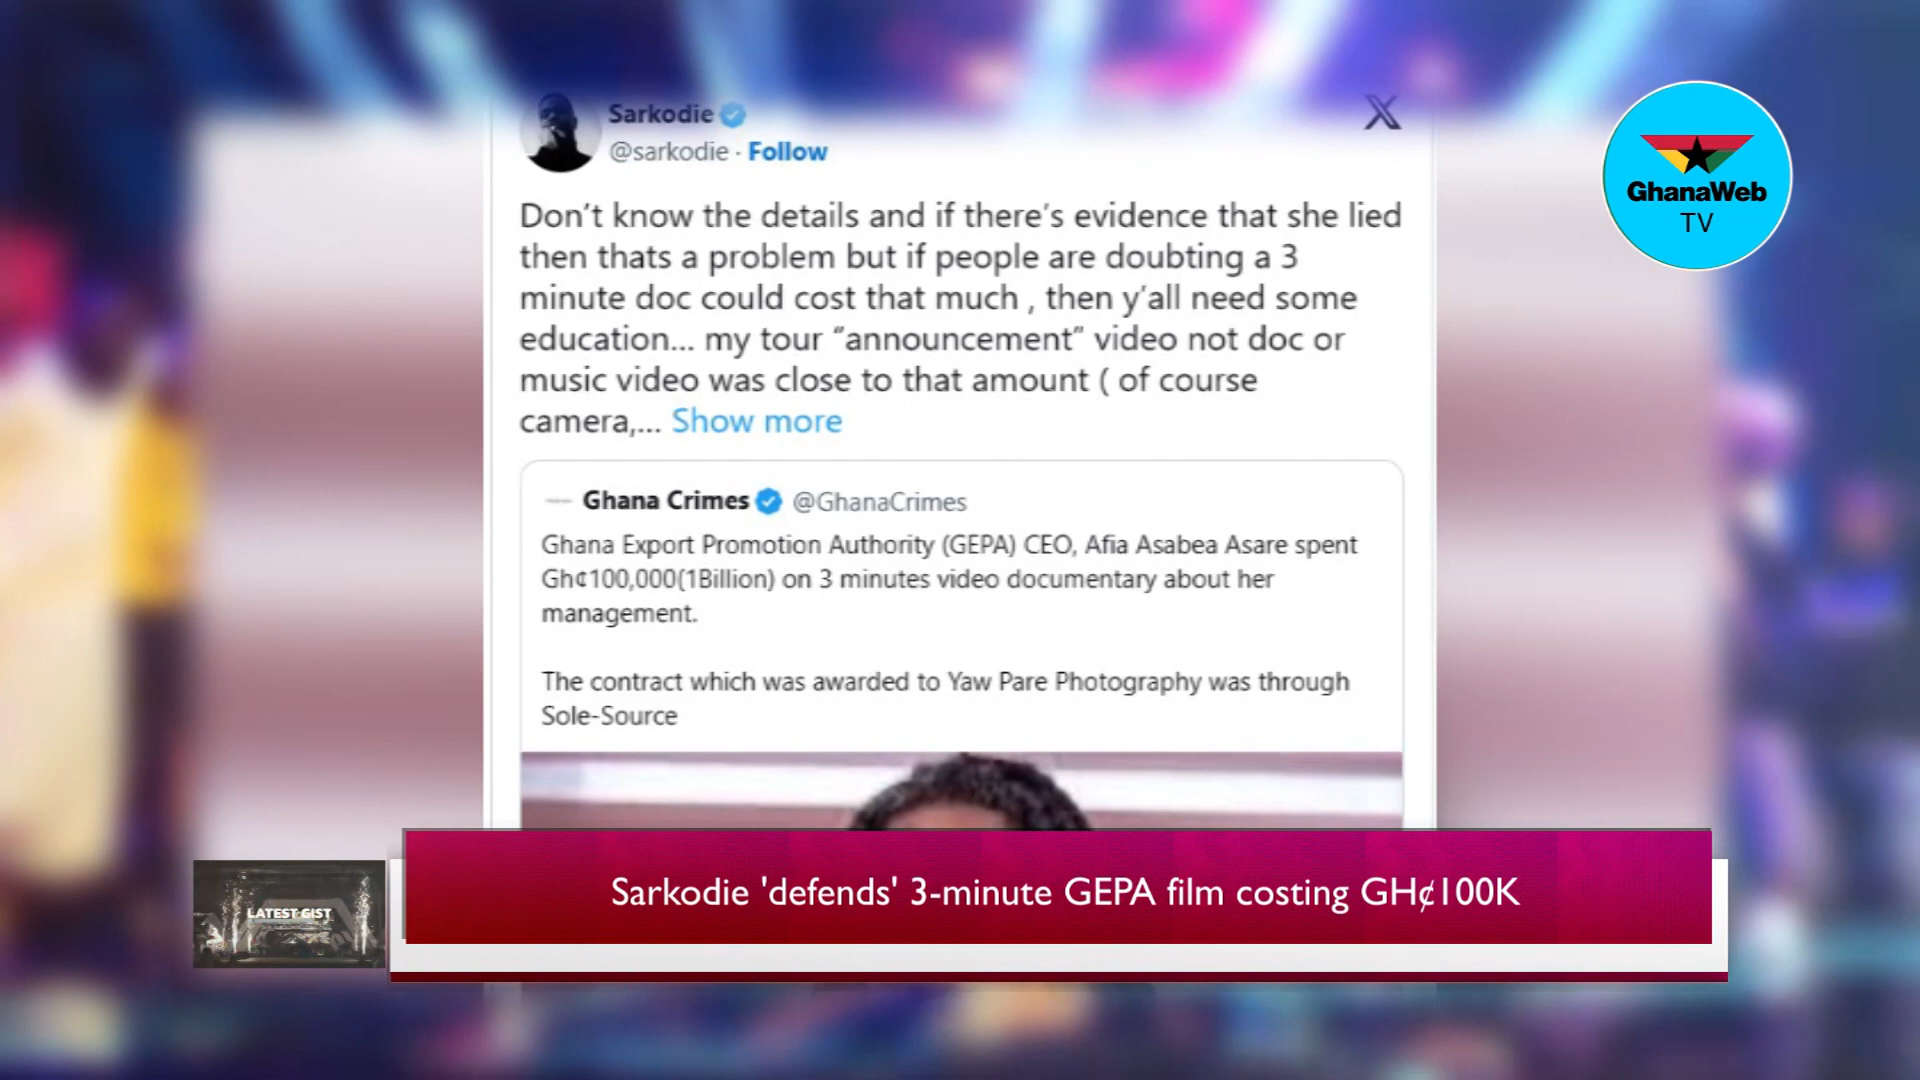 Sarkodie
@sarkodie · Follow
Don’t know the details and if there’s evidence that she lied
then thats a problem but if people are doubting a 3
minute doc could cost that much , then y’all need some
education... my tour “announcement” video not doc or
music video was close to that amount ( of course
camera,... Show more
Ghana Crimes @GhanaCrimes
Ghana Export Promotion Authority (GEPA) CEO, Afia Asabea Asare spent
Gh¢100,000(1Billion) on 3 minutes video documentary about her
management.
The contract which was awarded to Yaw Pare Photography was through
Sole-Source
GhanaWeb
TV
LATEST GIST
Sarkodie 'defends' 3-minute GEPA film costing GH¢100K